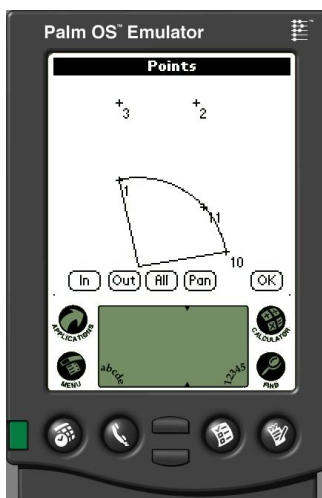 Palm OS™ Emulator
Points
3 2
1
11
10
In Out All Pan OK
APPLICATIONS CALCULATOR
MENU abcde 12345 FIND